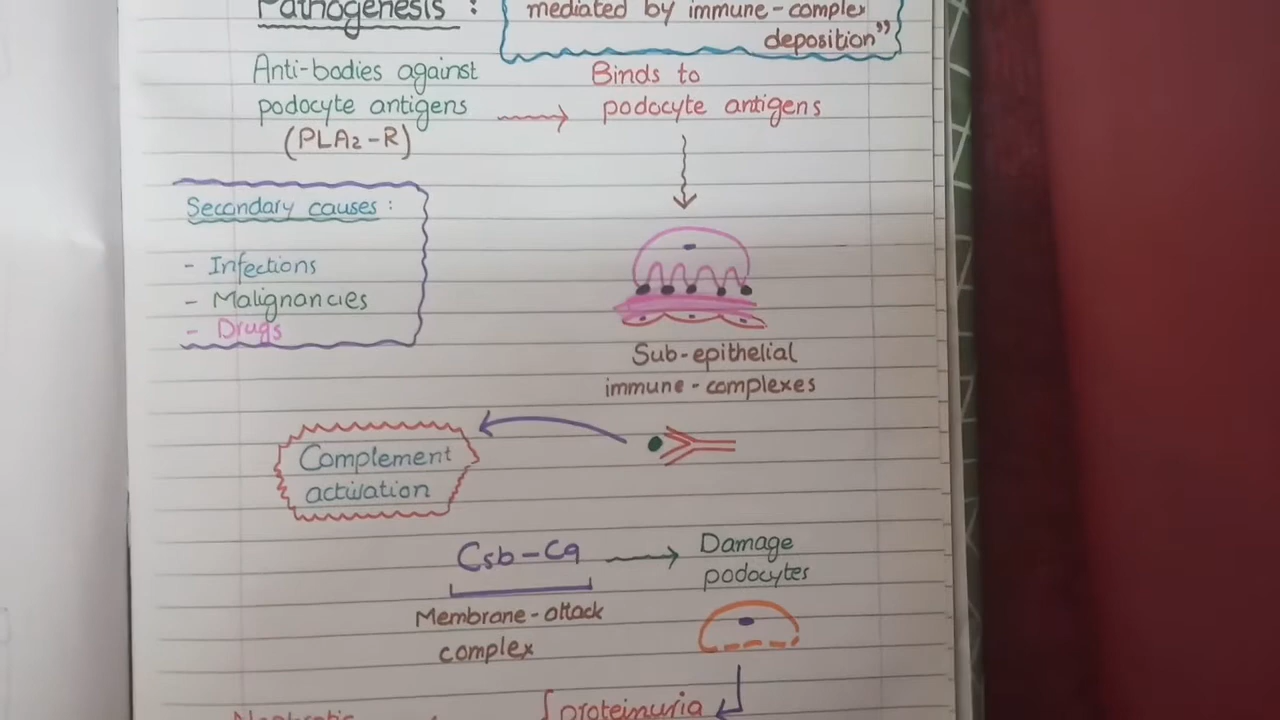 Pathogenesis :
mediated by immune-complex
deposition"
Anti-bodies against
podocyte antigens
(PLA2-R)
Binds to
podocyte antigens
Secondary causes :
- Infections
- Malignancies
- Drugs
Sub-epithelial
immune-complexes
Complement
activation
C5b-C9
Damage
podocytes
Membrane-attack
complex
proteinuria
Nephrotic